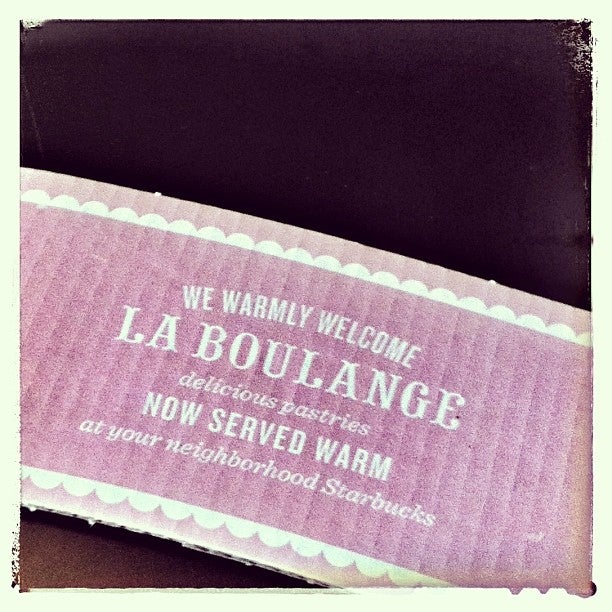 WE WARMLY WELCOME
LA BOULANGE
delicious pastries
NOW SERVED WARM
at your neighborhood Starbucks